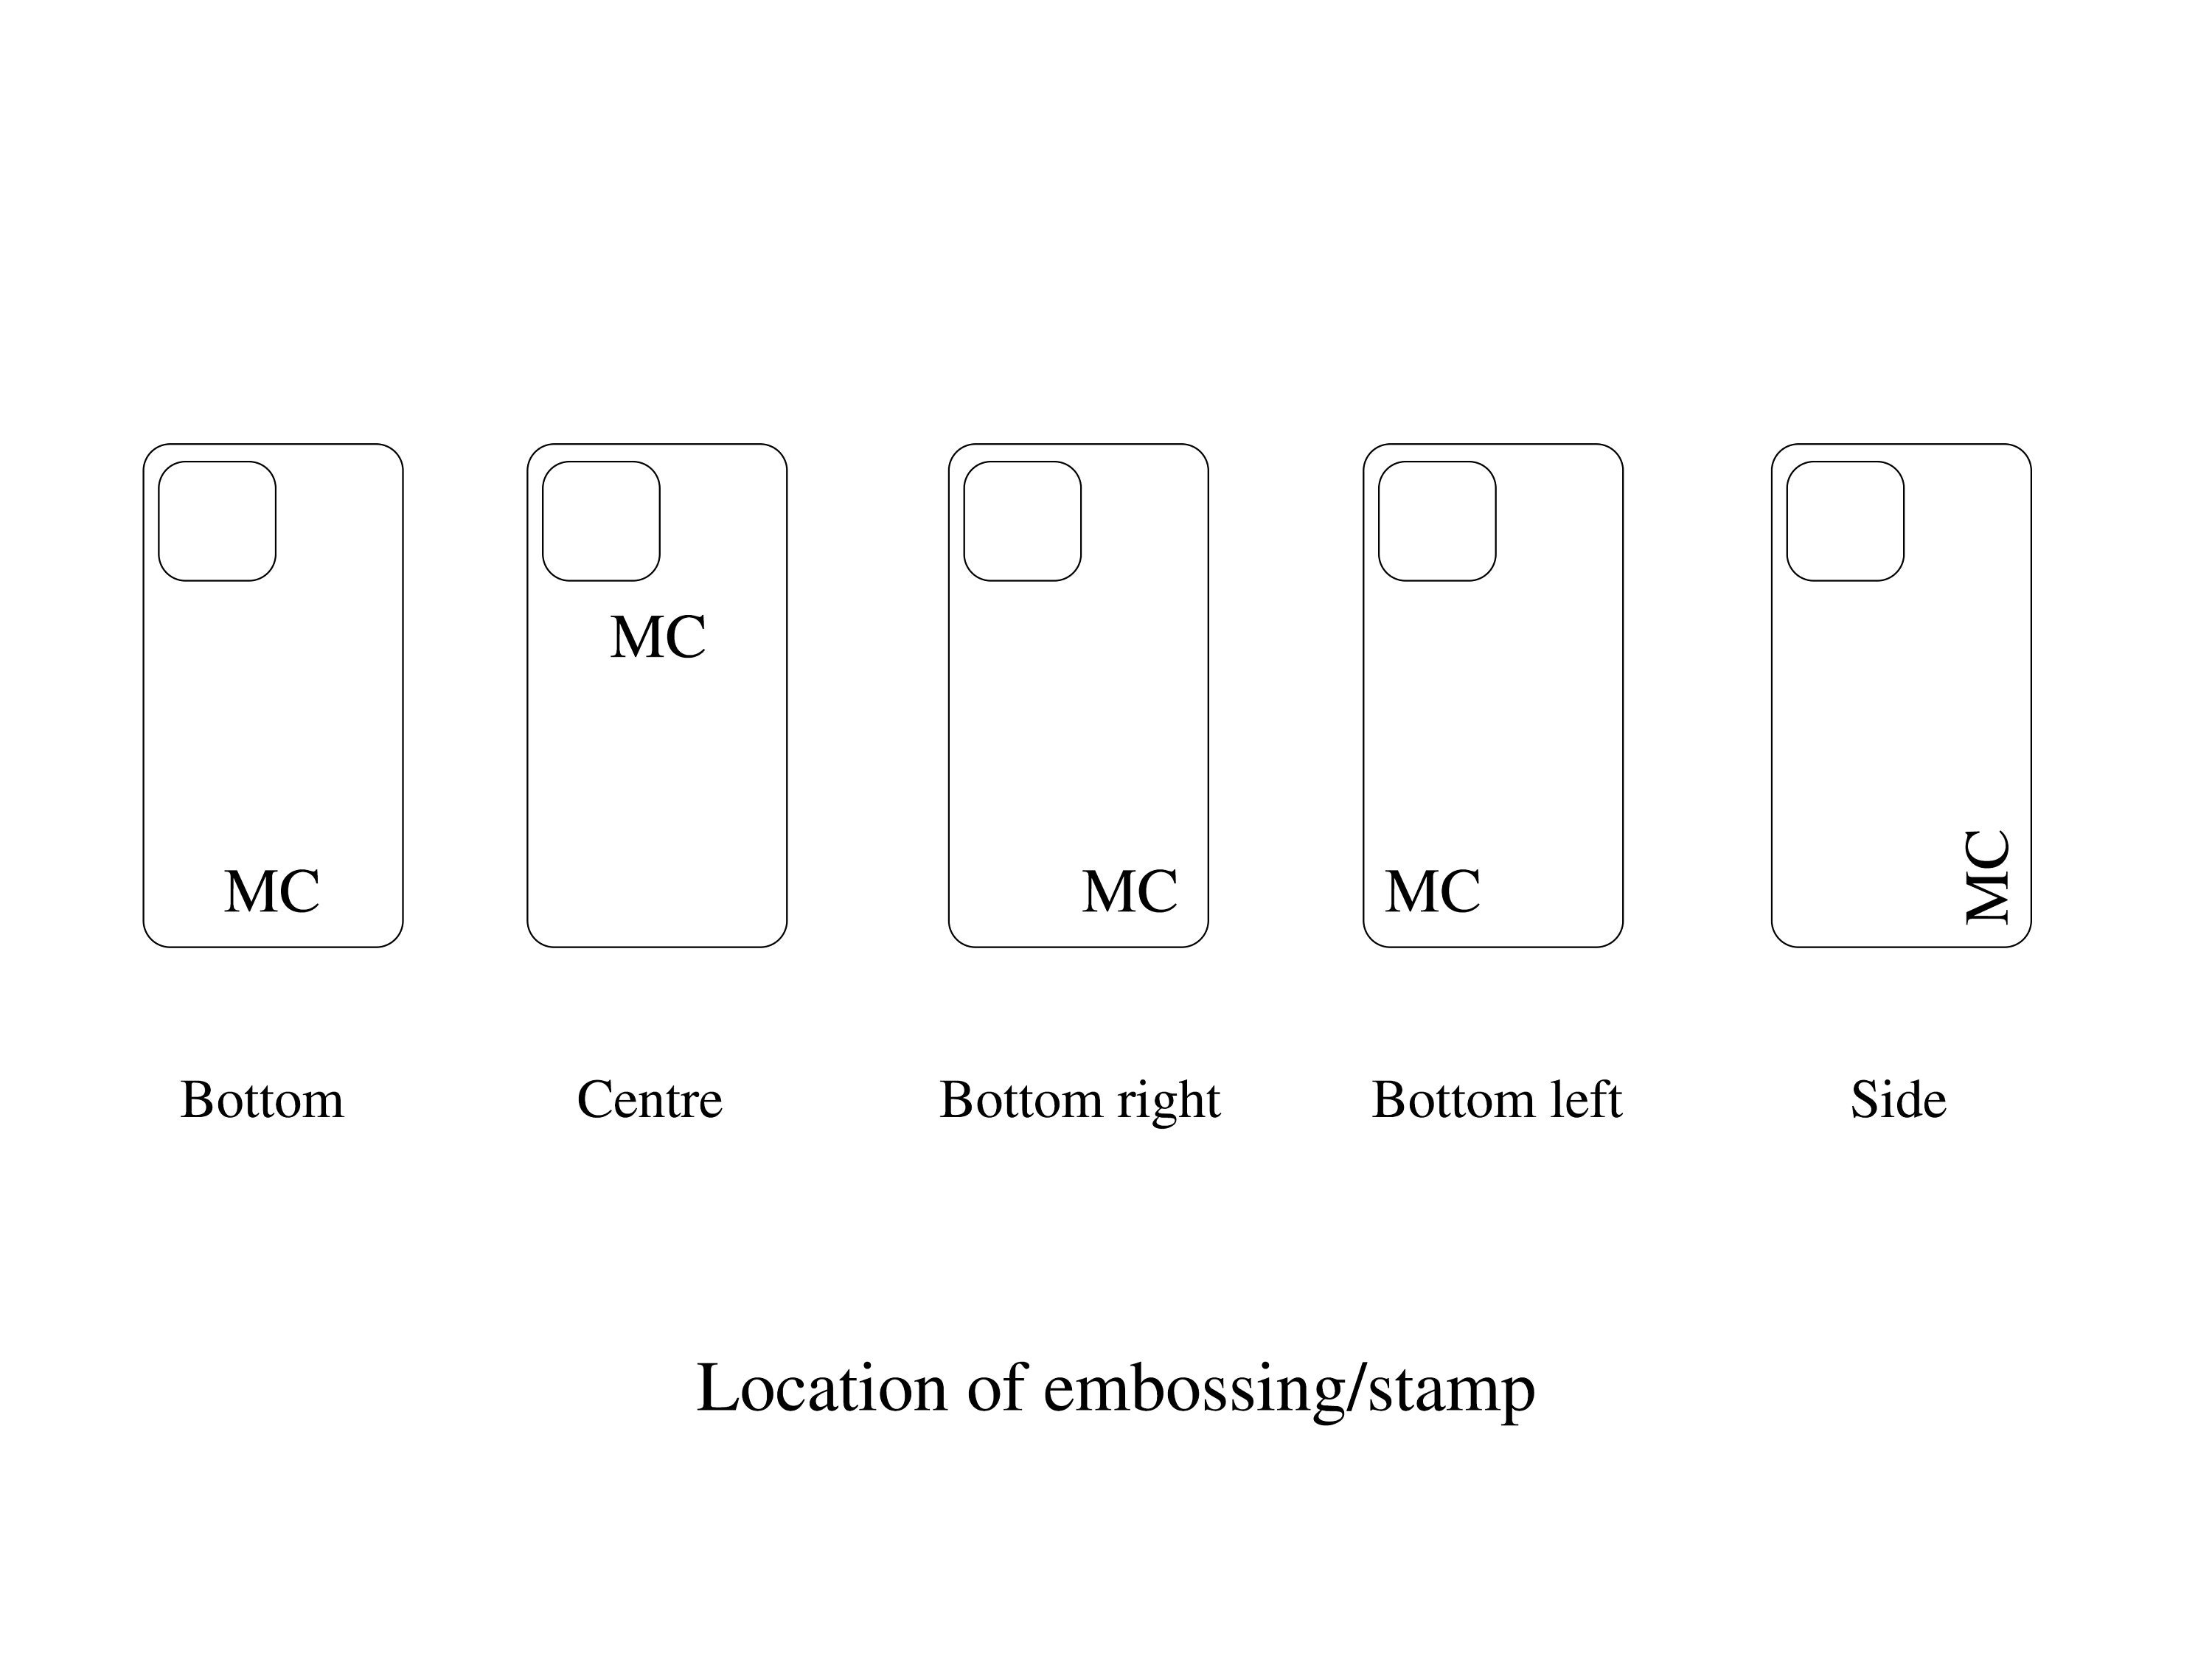 MC
MC
MC
MC
MC
Bottom
Centre
Bottom right
Bottom left
Side
Location of embossing/stamp